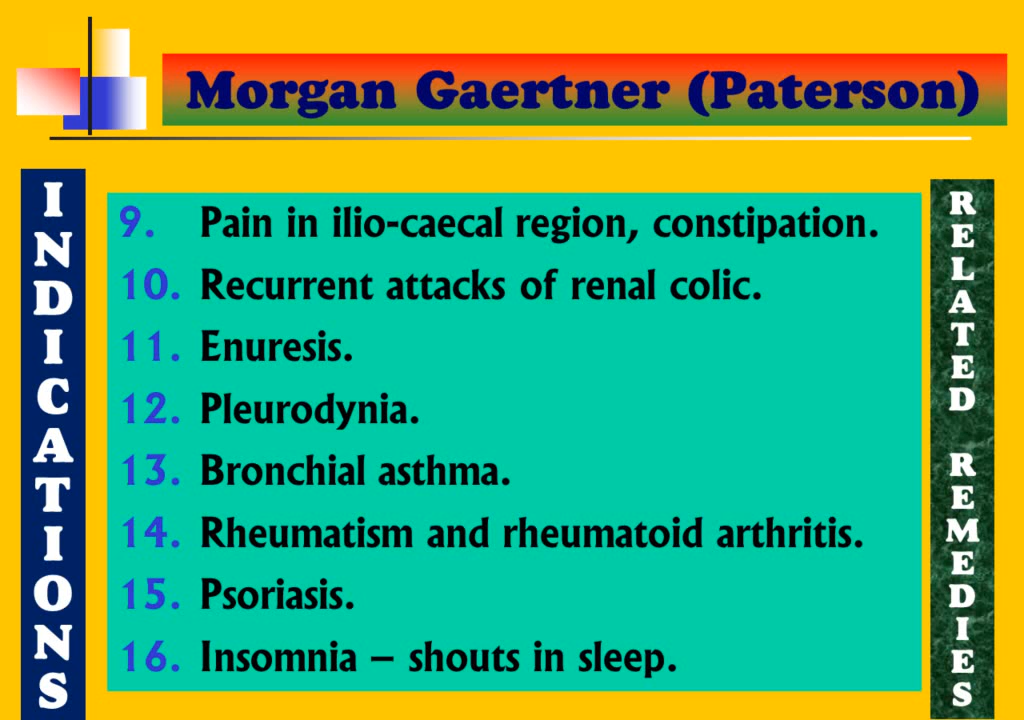 Morgan Gaertner (Paterson)
INDICATIONS
9. Pain in ilio-caecal region, constipation.
10. Recurrent attacks of renal colic.
11. Enuresis.
12. Pleurodynia.
13. Bronchial asthma.
14. Rheumatism and rheumatoid arthritis.
15. Psoriasis.
16. Insomnia – shouts in sleep.
RELATED REMEDIES